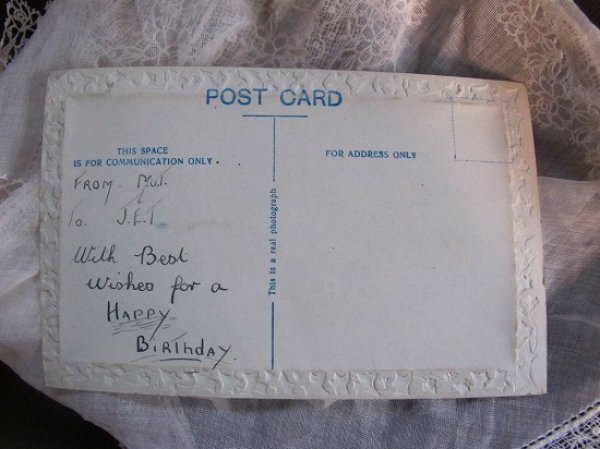 POST CARD
THIS SPACE
IS FOR COMMUNICATION ONLY.
FOR ADDRESS ONLY
This is a real photograph
FROM.
To. J.E.T
With Best
Wishes for a
HAPPY
BIRTHDAY.